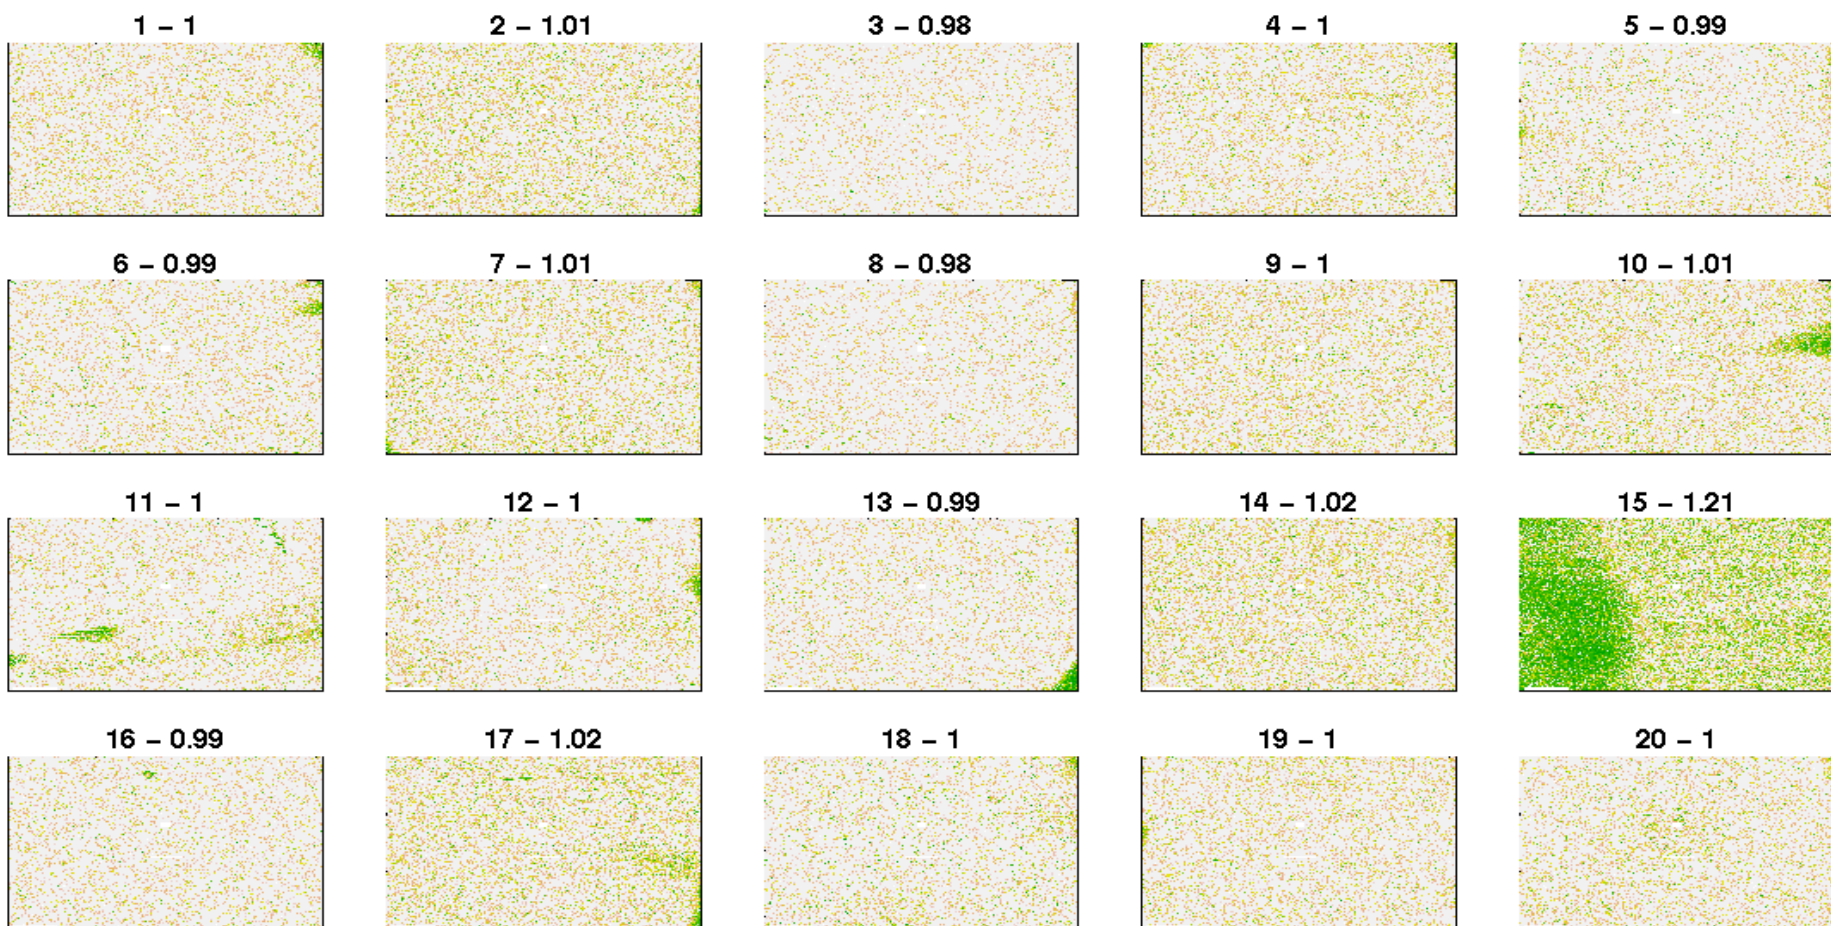 1 – 1
2 – 1.01
3 – 0.98
4 – 1
5 – 0.99
6 – 0.99
7 – 1.01
8 – 0.98
9 – 1
10 – 1.01
11 – 1
12 – 1
13 – 0.99
14 – 1.02
15 – 1.21
16 – 0.99
17 – 1.02
18 – 1
19 – 1
20 – 1